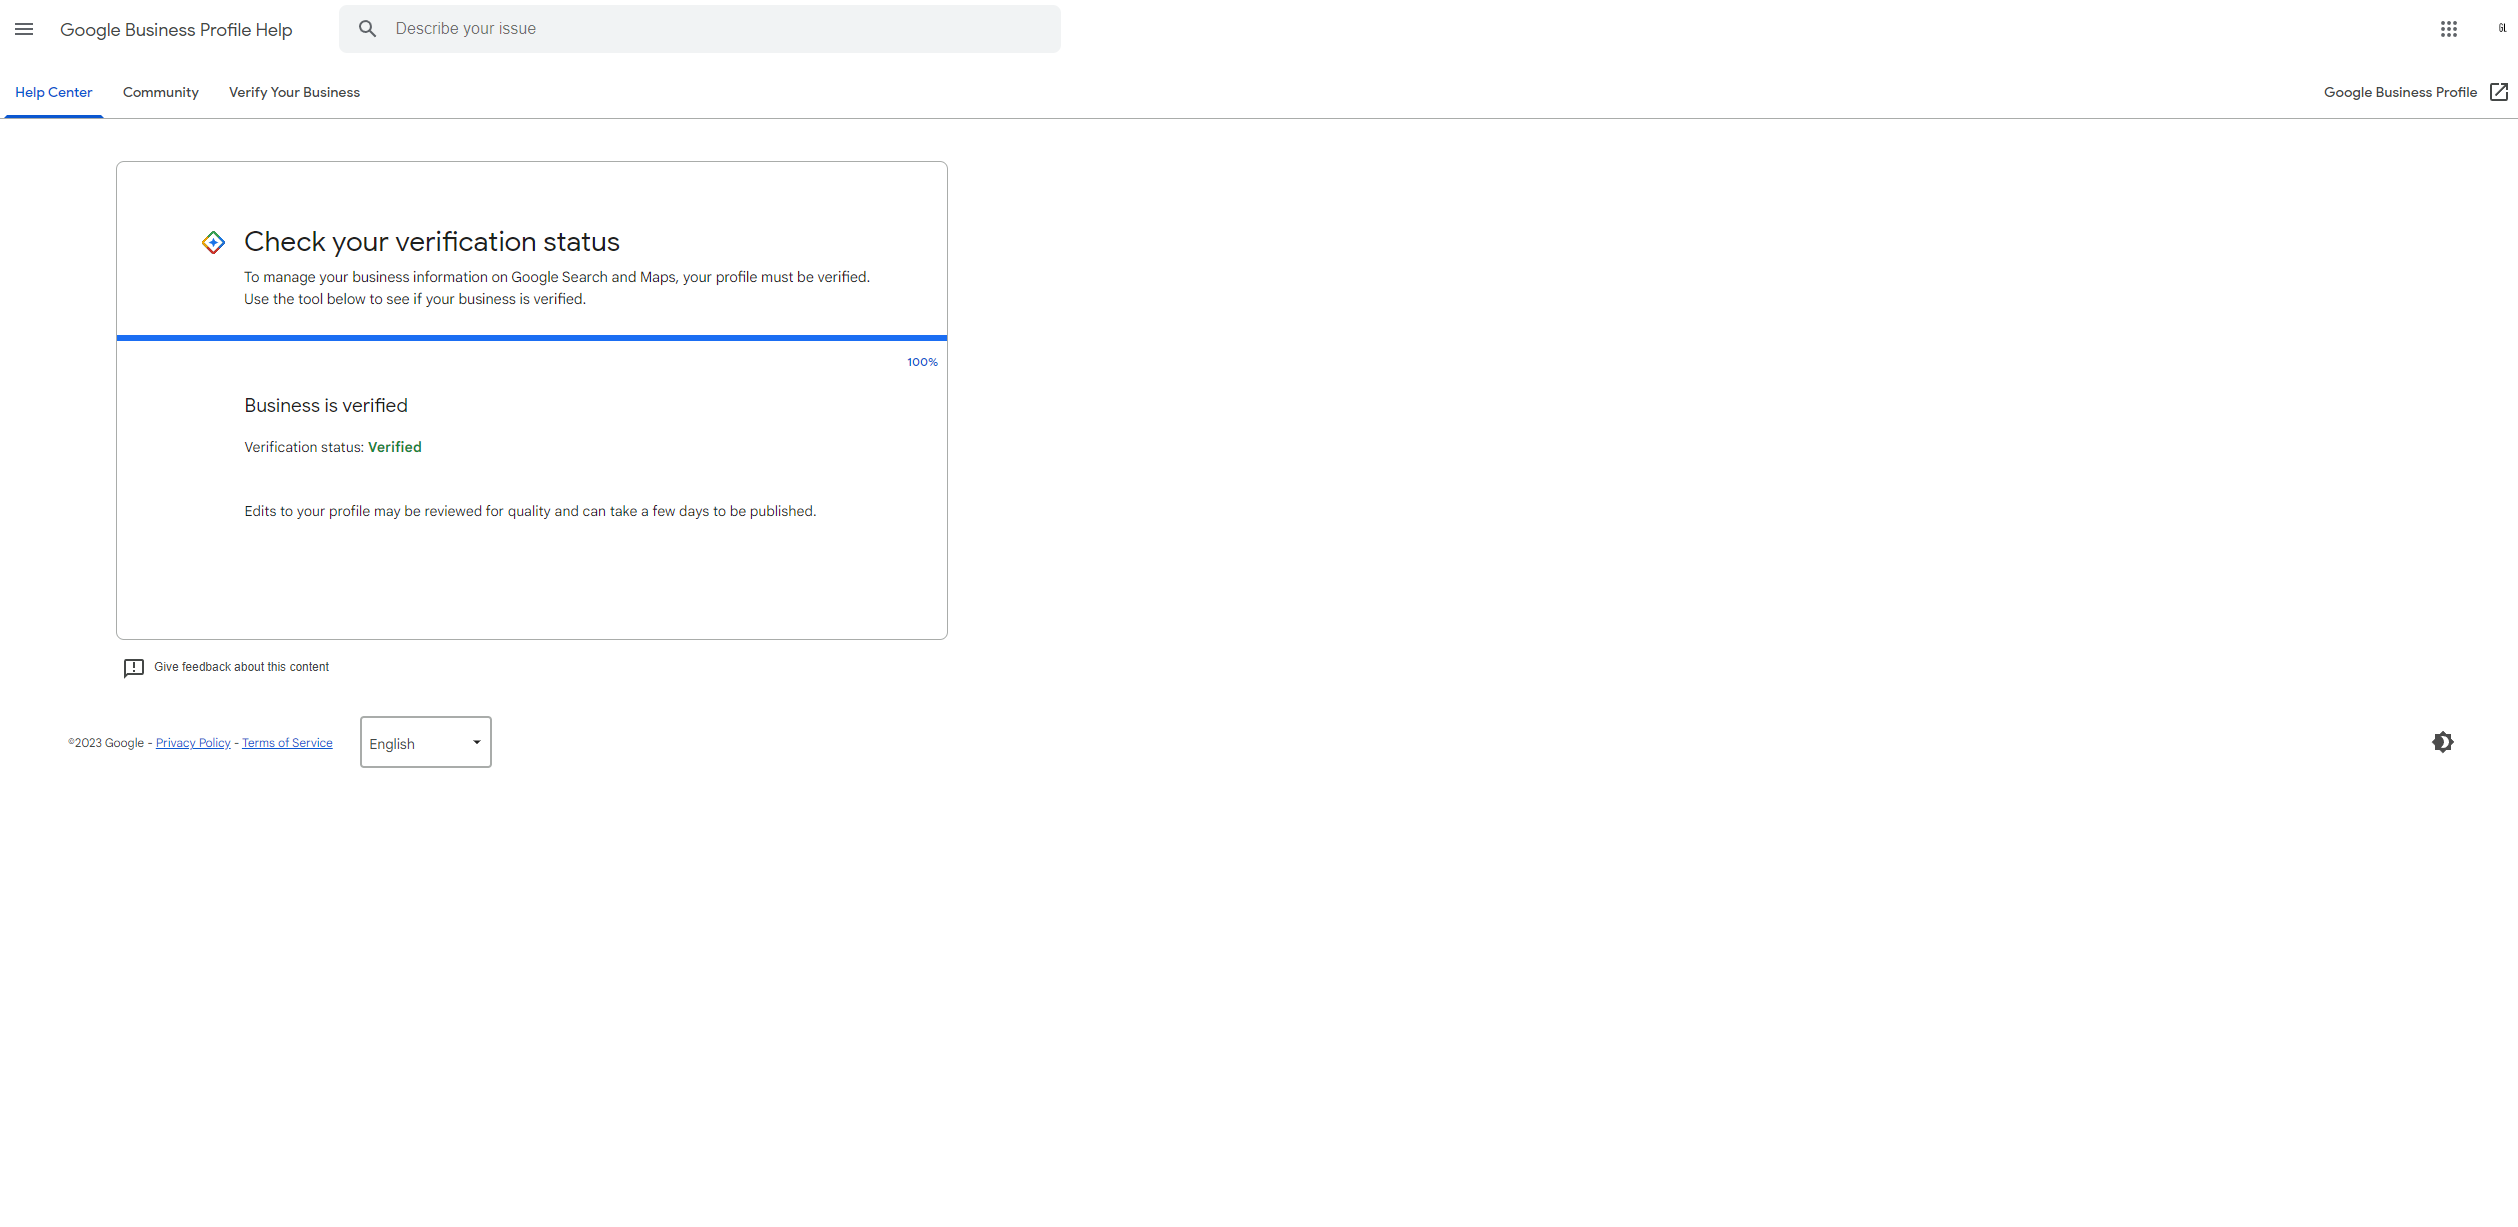 Google Business Profile Help
Describe your issue
GL
Help Center
Community
Verify Your Business
Google Business Profile
Check your verification status
To manage your business information on Google Search and Maps, your profile must be verified.
Use the tool below to see if your business is verified.
100%
Business is verified
Verification status: Verified
Edits to your profile may be reviewed for quality and can take a few days to be published.
Give feedback about this content
©2023 Google - Privacy Policy - Terms of Service
English